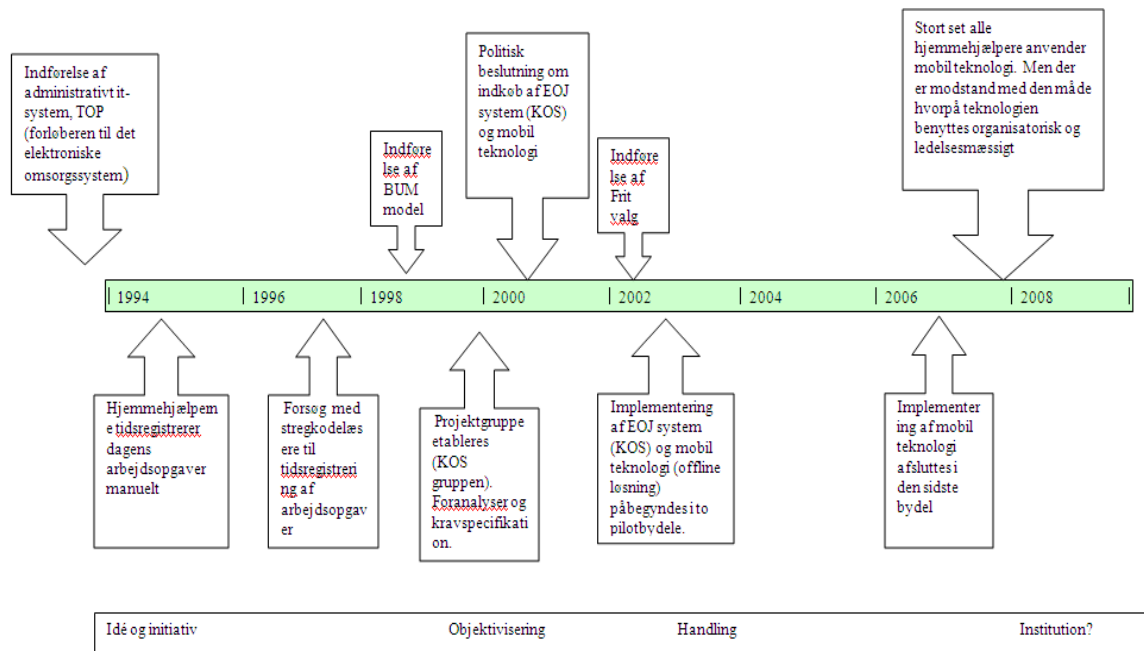 Indførelse af
administrativt it-
system, TOP
(forløberen til det
elektroniske
omsorgssystem)
Indføre
lse af
BUM
model
Politisk
beslutning om
indkøb af EOJ
system (KOS)
og mobil
teknologi
Indføre
lse af
Frit
valg
Stort set alle
hjemmehjælpere anvender
mobil teknologi. Men der
er modstand med den måde
hvorpå teknologien
benyttes organisatorisk og
ledelsesmæssigt
1994 1996 1998 2000 2002 2004 2006 2008
Hjemmehjælpern
e tidsregistrerer
dagens
arbejdsopgaver
manuelt
Forsøg med
stregkodelæs
ere til
tidsregistreri
ng af
arbejdsopgav
er
Projektgruppe
etableres
(KOS
gruppen).
Foranalyser og
kravspecifikati
on.
Implementering
af EOJ system
(KOS) og mobil
teknologi (offline
løsning)
påbegyndes i to
pilotbydele.
Implementer
ing af mobil
teknologi
afsluttes i
den sidste
bydel
Idé og initiativ Objektivisering Handling Institution?